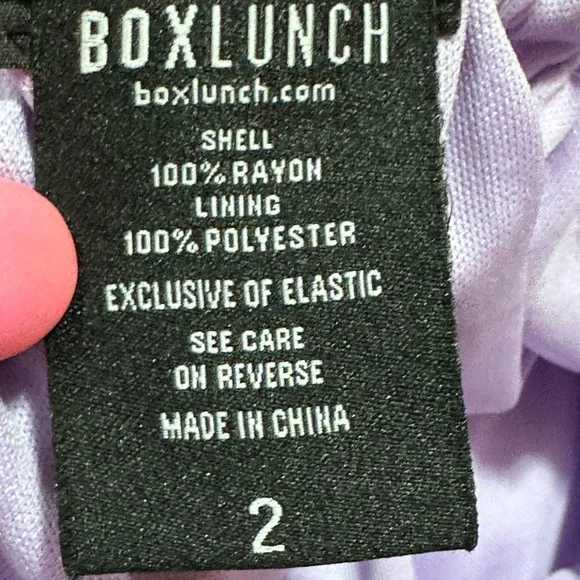 BOXLUNCH
boxlunch.com
SHELL
100% RAYON
LINING
100% POLYESTER
EXCLUSIVE OF ELASTIC
SEE CARE
ON REVERSE
MADE IN CHINA
2